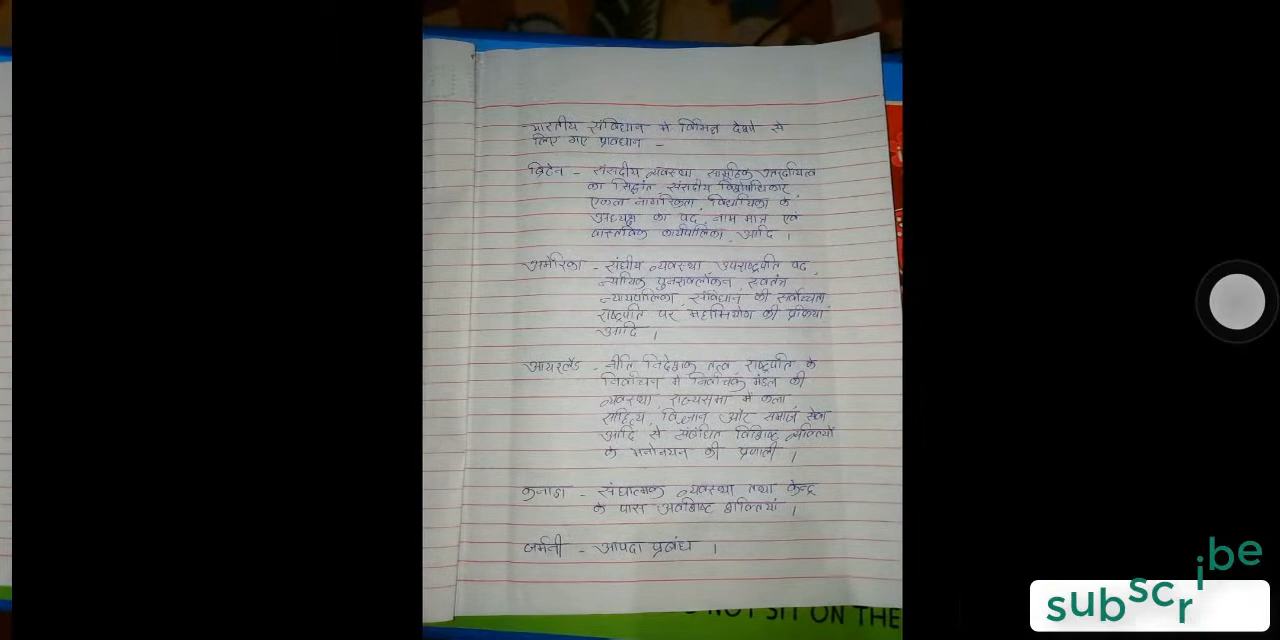 भारतीय संविधान मे विभिन्न देशो से
लिए गए प्रावधान -
ब्रिटेन - संसदीय व्यवस्था, सामूहिक उत्तरदायित्व
का सिद्धांत, संसदीय विशेषाधिकार,
एकल नागरिकता, विधायिका के
अध्यक्ष का पद, नाम मात्र एवं
वास्तविक कार्यपालिका, आदि ।
अमेरिका - संघीय व्यवस्था, उपराष्ट्रपति पद,
न्यायिक पुनरावलोकन, स्वतंत्र
न्यायपालिका, संविधान की सर्वोच्चता
राष्ट्रपति पर महाभियोग की प्रक्रिया
आदि ।
आयरलैंड - नीति निदेशक तत्व, राष्ट्रपति के
निर्वाचन मे निर्वाचक मंडल की
व्यवस्था, राज्यसभा में कला,
साहित्य, विज्ञान और समाज सेवा
आदि से संबंधित विशिष्ट व्यक्तियों
के मनोनयन की प्रणाली ।
कनाडा - संघात्मक व्यवस्था तथा केन्द्र
के पास अवशिष्ट शक्तियां ।
जर्मनी - आपदा प्रबंध ।
NOT SIT ON THE
subscribe